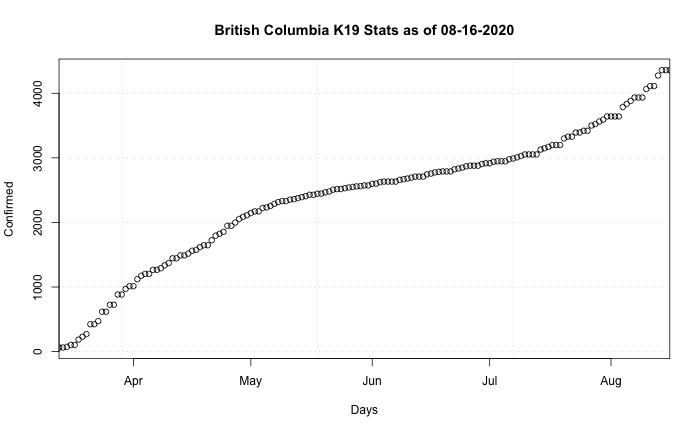 British Columbia K19 Stats as of 08-16-2020
Confirmed
4000
3000
2000
1000
0
Apr May Jun Jul Aug
Days